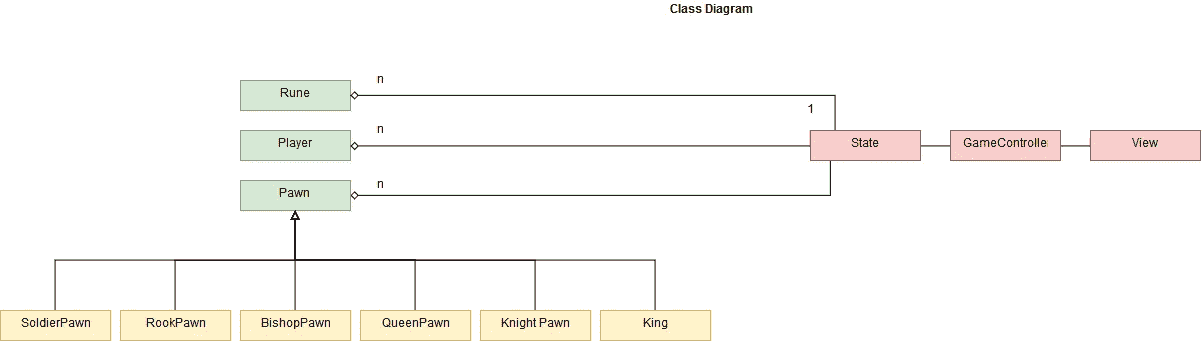 Class Diagram
n
Rune
1
n
Player
State
GameControlle
View
n
Pawn
SoldierPawn
RookPawn
BishopPawn
QueenPawn
Knight Pawn
King